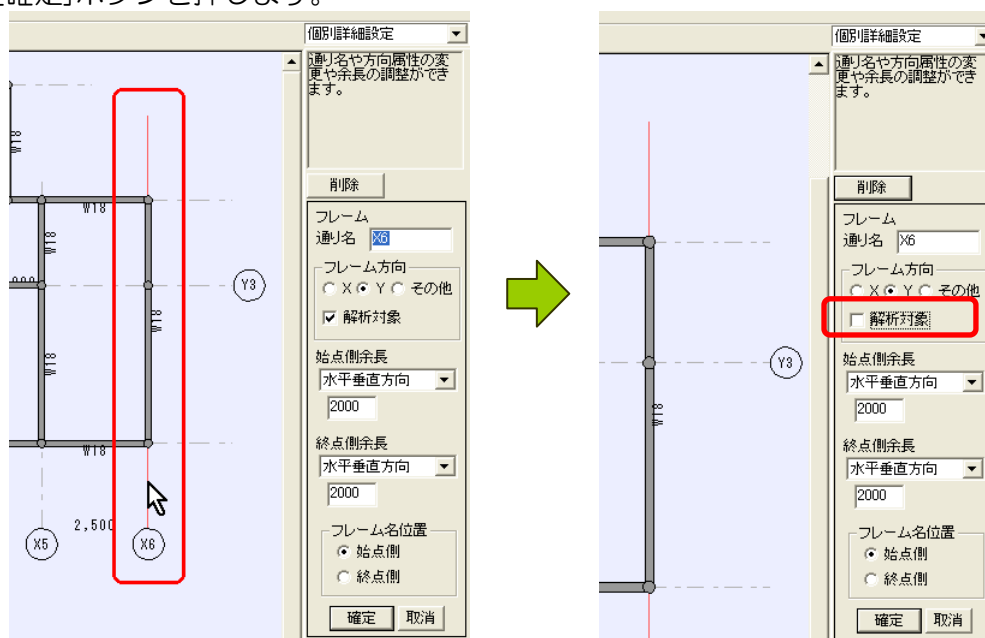 確定」ボタンを押します。
個別詳細設定
通り名や方向属性の変
更や余長の調整ができ
ます。
削除
フレーム
通り名 X6
フレーム方向
X Y その他
解析対象
始点側余長
水平垂直方向
2000
終点側余長
水平垂直方向
2000
フレーム名位置
始点側
終点側
確定 取消
W18
W18
W18
W18
W18
W18
Y3
2,500
X5
X6
個別詳細設定
通り名や方向属性の変
更や余長の調整ができ
ます。
削除
フレーム
通り名 X6
フレーム方向
X Y その他
解析対象
始点側余長
水平垂直方向
2000
終点側余長
水平垂直方向
2000
フレーム名位置
始点側
終点側
確定 取消
Y3
W18